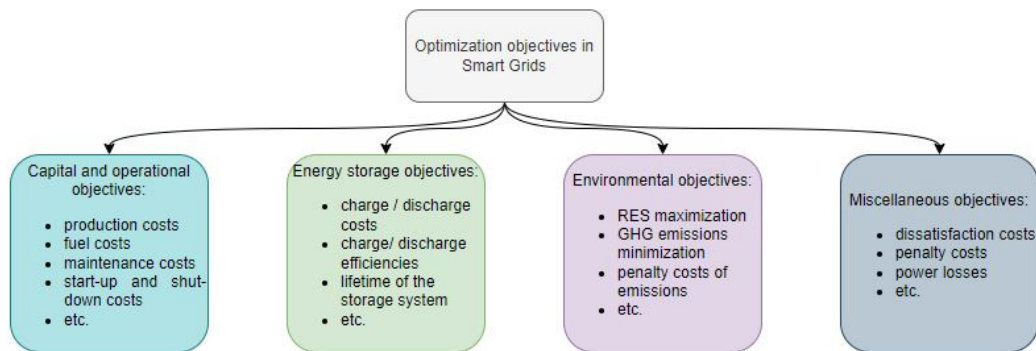 Optimization objectives in
Smart Grids
Capital and operational
objectives:
• production costs
• fuel costs
• maintenance costs
• start-up and shut-
down costs
• etc.
Energy storage objectives:
• charge / discharge
costs
• charge/ discharge
efficiencies
• lifetime of the
storage system
• etc.
Environmental objectives:
• RES maximization
• GHG emissions
minimization
• penalty costs of
emissions
• etc.
Miscellaneous objectives:
• dissatisfaction costs
• penalty costs
• power losses
• etc.